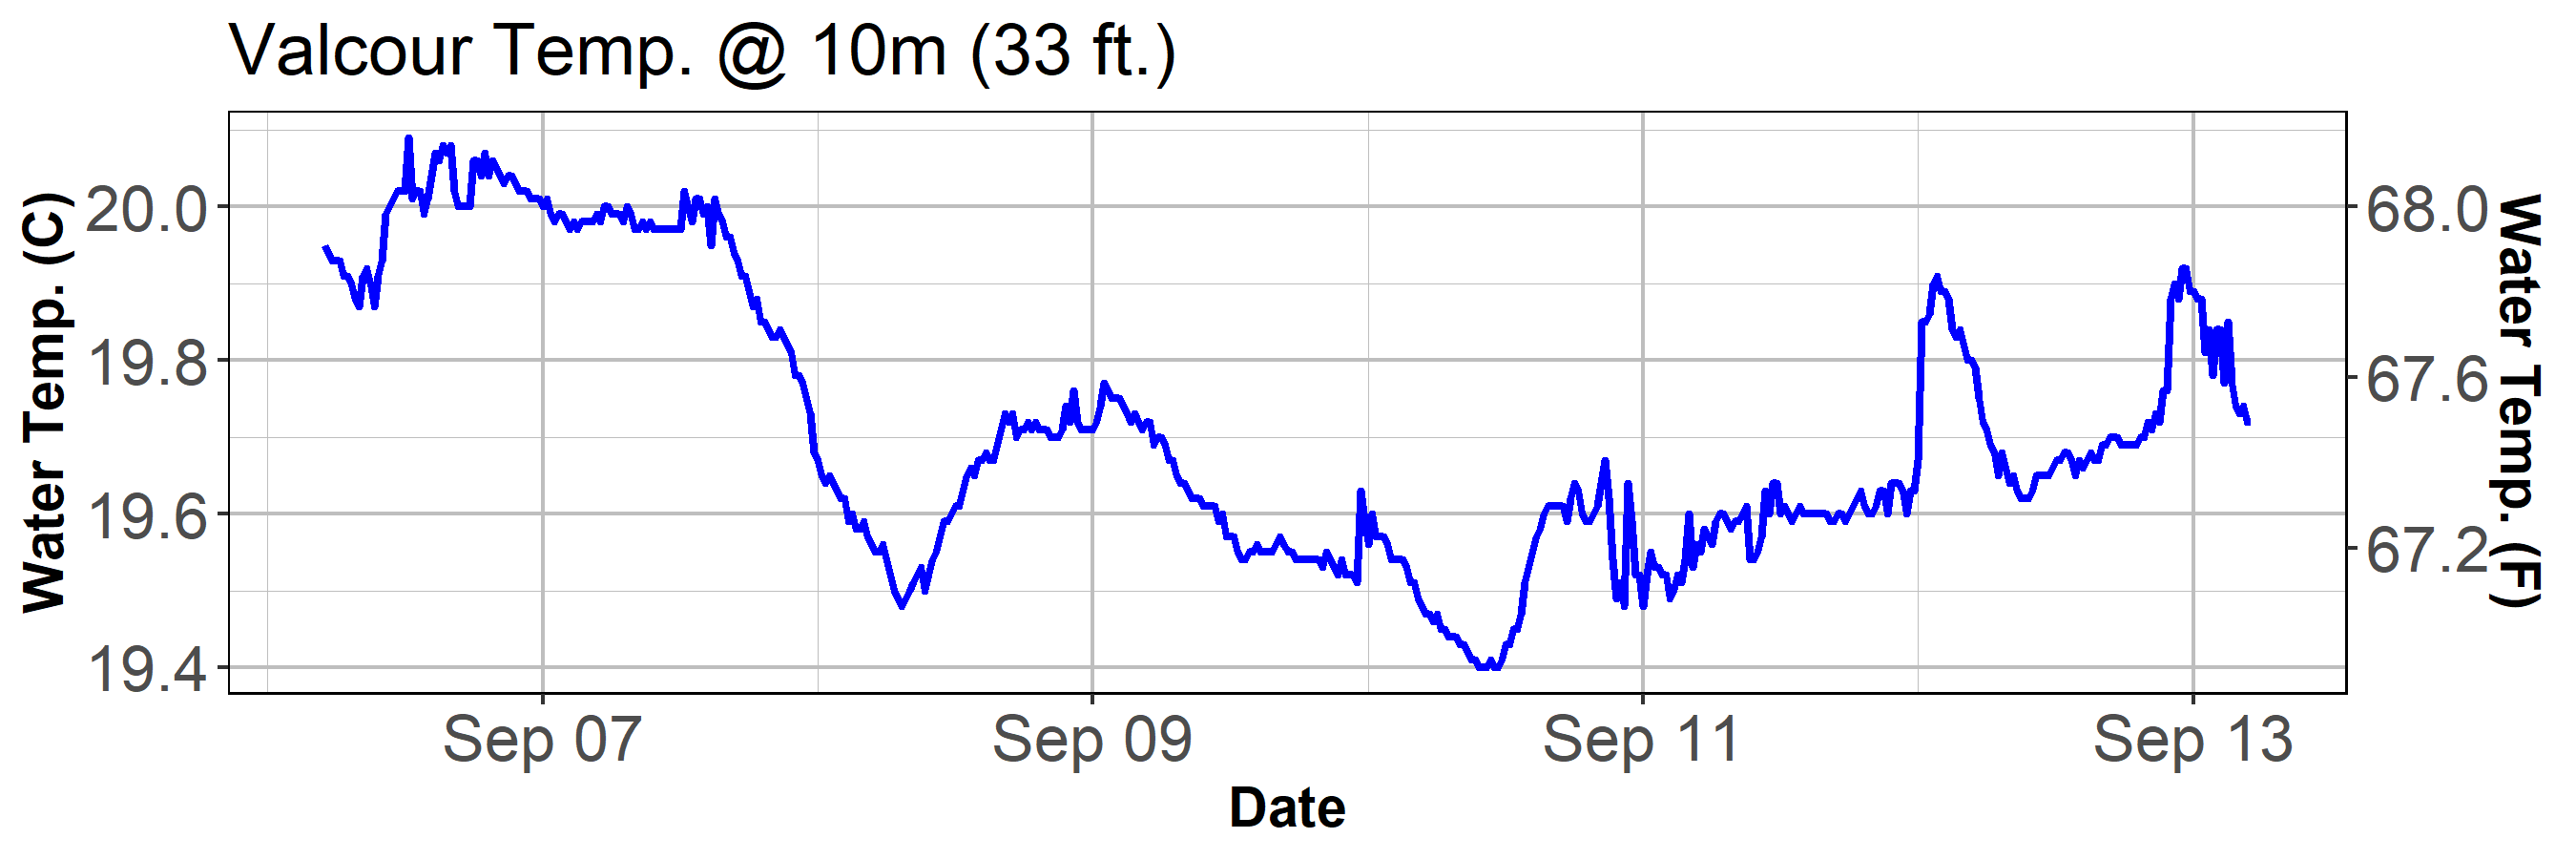 Valcour Temp. @ 10m (33 ft.)
Water Temp. (C)
20.0
19.8
19.6
19.4
68.0
67.6
67.2
Water Temp. (F)
Sep 07 Sep 09 Sep 11 Sep 13
Date